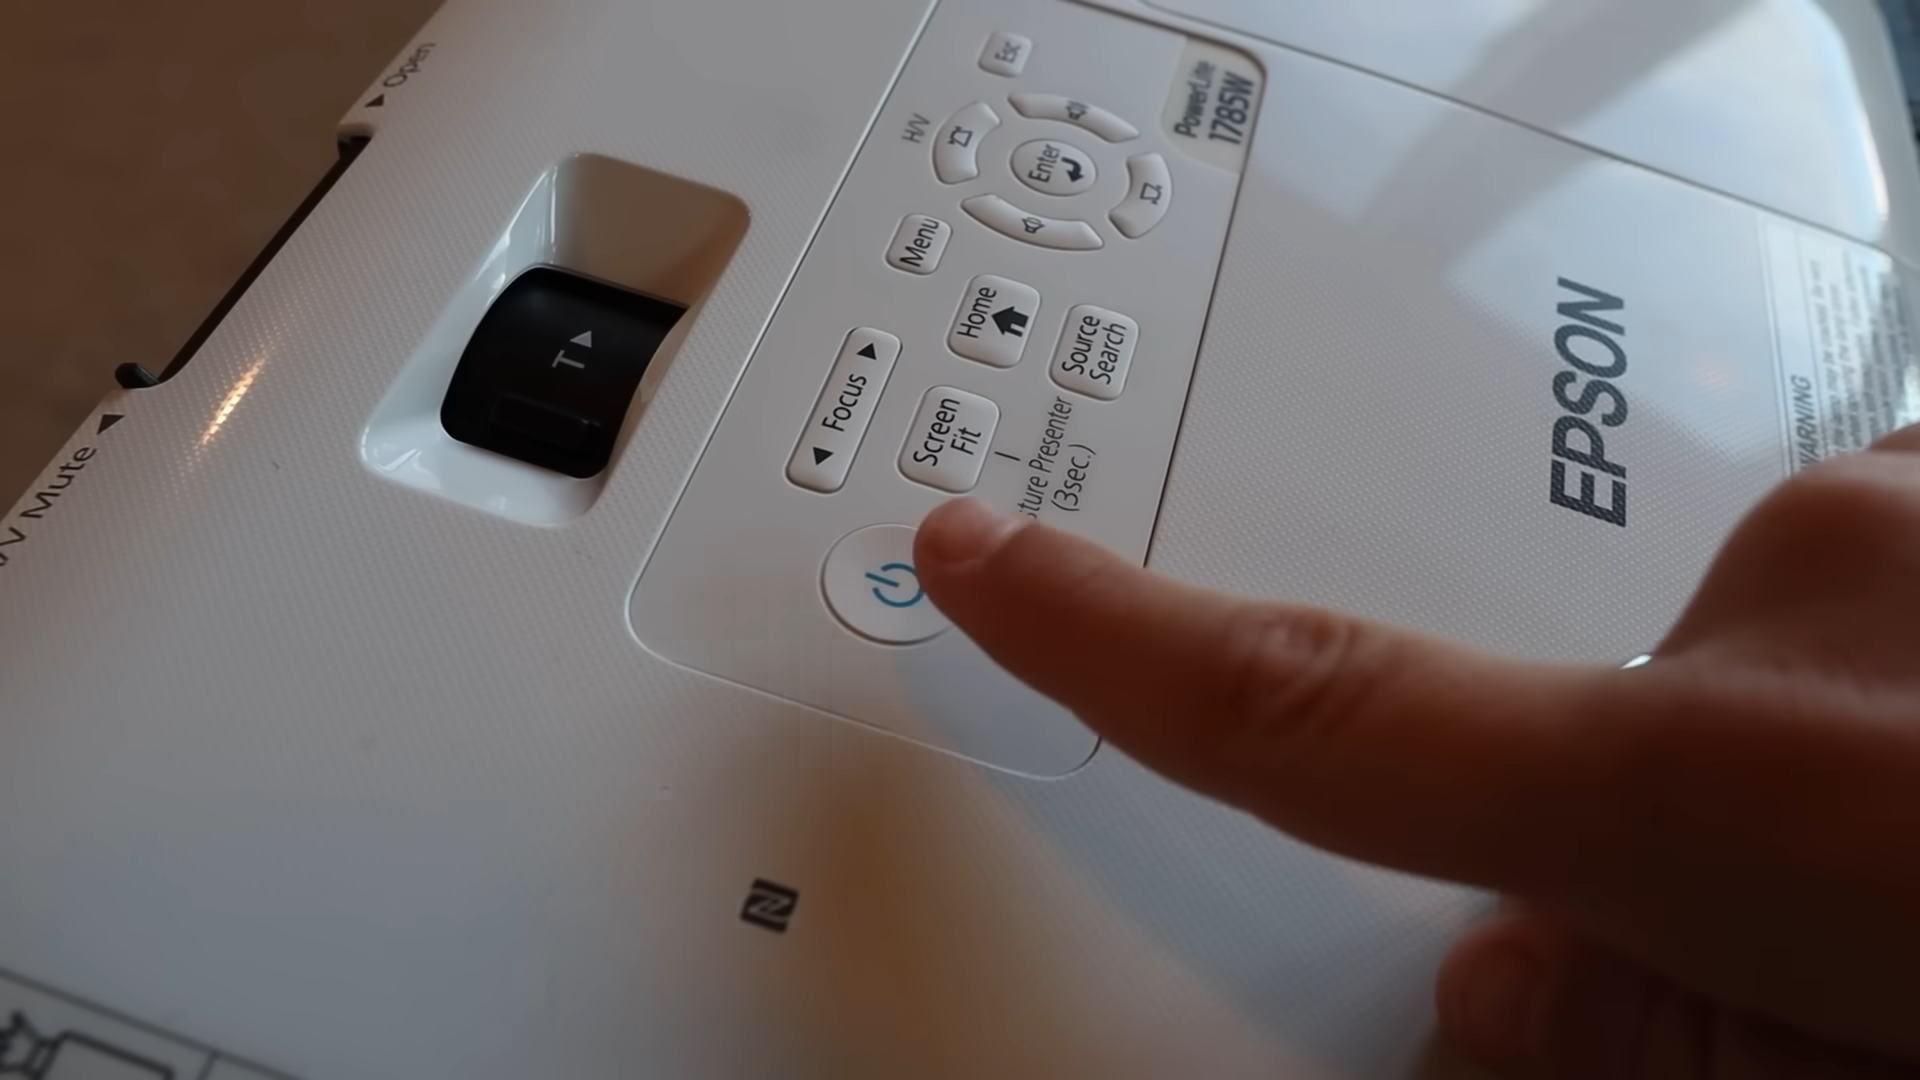 Open
A/V Mute
T
Esc
H/V
Enter
PowerLite
1785W
Menu
Home
Source
Search
Focus
Screen
Fit
Presenter
(3sec.)
EPSON
WARNING